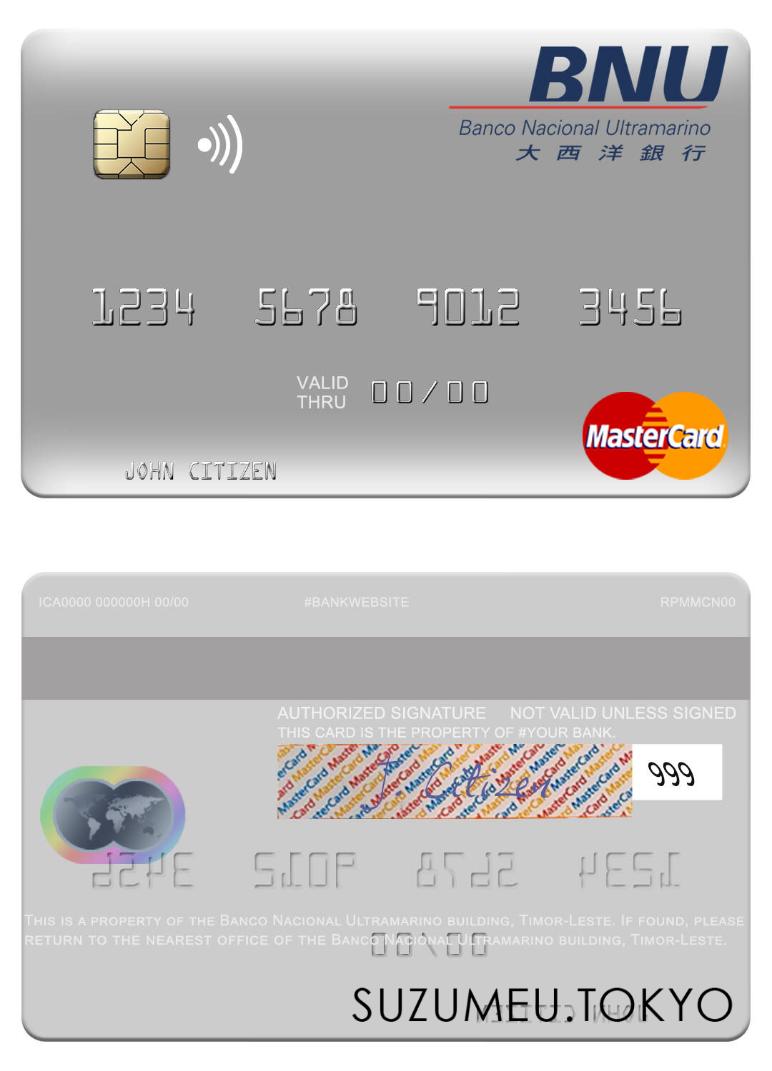 BNU
Banco Nacional Ultramarino
大西洋銀行
1234 5678 9012 3456
VALID
THRU 00/00
MasterCard
JOHN CITIZEN
ICA0000 000000H 00/00 #BANKWEBSITE RPMMCN00
AUTHORIZED SIGNATURE NOT VALID UNLESS SIGNED
THIS CARD IS THE PROPERTY OF #YOUR BANK.
J. Citizen
999
This is a property of the Banco Nacional Ultramarino building, Timor-Leste. If found, please
return to the nearest office of the Banco Nacional Ultramarino building, Timor-Leste.
SUZUMEU.TOKYO